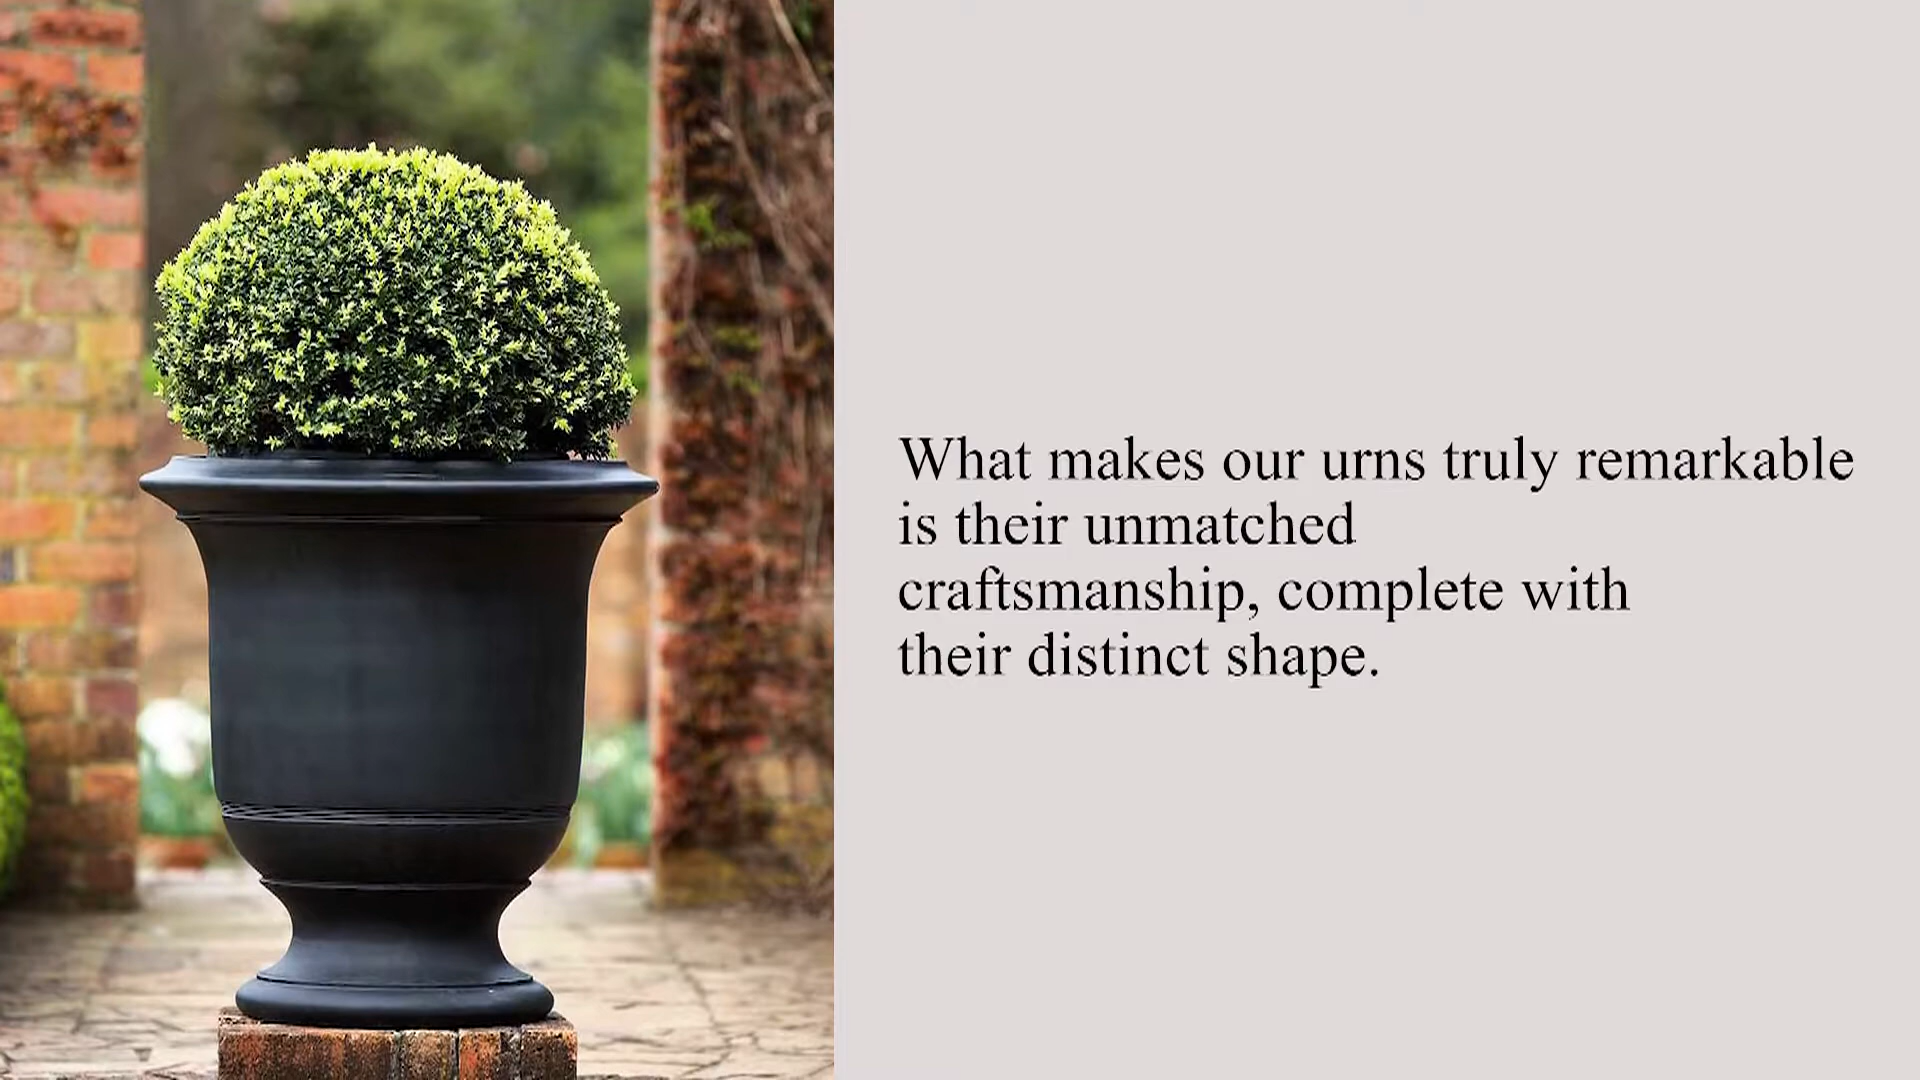 What makes our urns truly remarkable
is their unmatched
craftsmanship, complete with
their distinct shape.